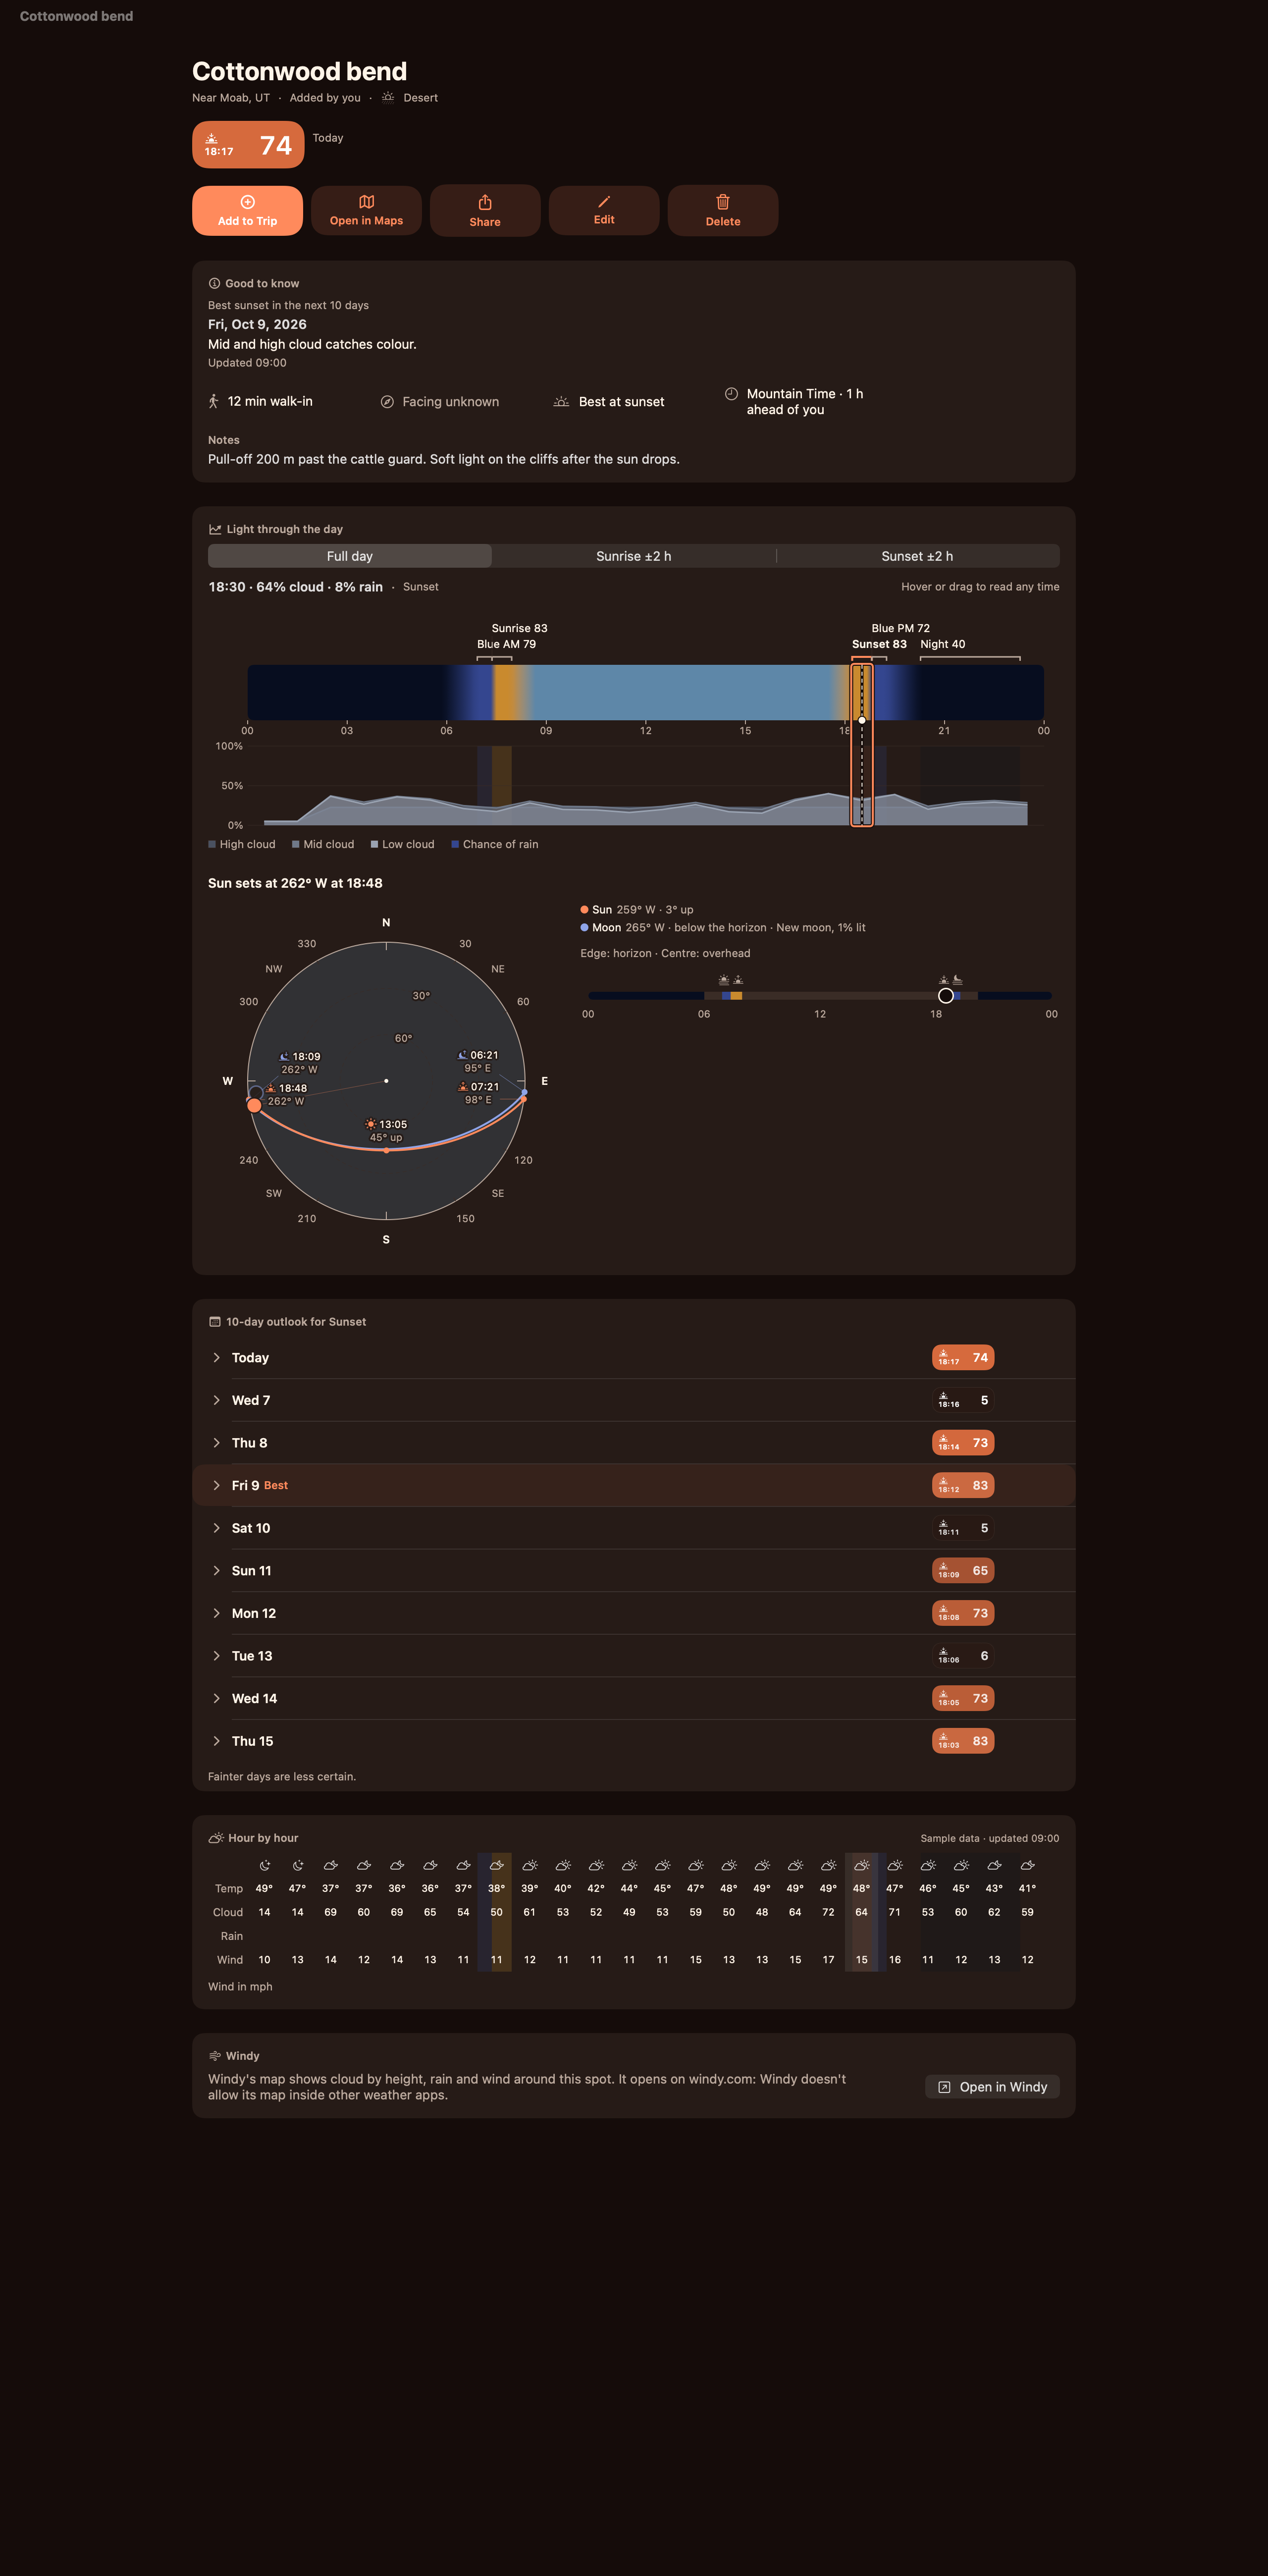 Cottonwood bend
Cottonwood bend
Near Moab, UT · Added by you · Desert
18:17 74 Today
Add to Trip
Open in Maps
Share
Edit
Delete
Good to know
Best sunset in the next 10 days
Fri, Oct 9, 2026
Mid and high cloud catches colour.
Updated 09:00
12 min walk-in
Facing unknown
Best at sunset
Mountain Time · 1 h
ahead of you
Notes
Pull-off 200 m past the cattle guard. Soft light on the cliffs after the sun drops.
Light through the day
Full day
Sunrise ±2 h
Sunset ±2 h
18:30 · 64% cloud · 8% rain · Sunset
Hover or drag to read any time
Sunrise 83
Blue PM 72
Blue AM 79
Sunset 83
Night 40
00 03 06 09 12 15 18 21 00
100%
50%
0%
High cloud
Mid cloud
Low cloud
Chance of rain
Sun sets at 262° W at 18:48
Sun 259° W · 3° up
Moon 265° W · below the horizon · New moon, 1% lit
Edge: horizon · Centre: overhead
00 06 12 18 00
N
330 30
NW NE
300 30° 60
60°
18:09 06:21
262° W 95° E
W E
18:48 07:21
262° W 98° E
13:05
45° up
240 120
SW SE
210 150
S
10-day outlook for Sunset
Today 18:17 74
Wed 7 18:16 5
Thu 8 18:14 73
Fri 9 Best 18:12 83
Sat 10 18:11 5
Sun 11 18:09 65
Mon 12 18:08 73
Tue 13 18:06 6
Wed 14 18:05 73
Thu 15 18:03 83
Fainter days are less certain.
Hour by hour
Sample data · updated 09:00
Temp 49° 47° 37° 37° 36° 36° 37° 38° 39° 40° 42° 44° 45° 47° 48° 49° 49° 49° 48° 47° 46° 45° 43° 41°
Cloud 14 14 69 60 69 65 54 50 61 53 52 49 53 59 50 48 64 72 64 71 53 60 62 59
Rain
Wind 10 13 14 12 14 13 11 11 12 11 11 11 11 15 13 13 15 17 15 16 11 12 13 12
Wind in mph
Windy
Windy's map shows cloud by height, rain and wind around this spot. It opens on windy.com: Windy doesn't
allow its map inside other weather apps.
Open in Windy